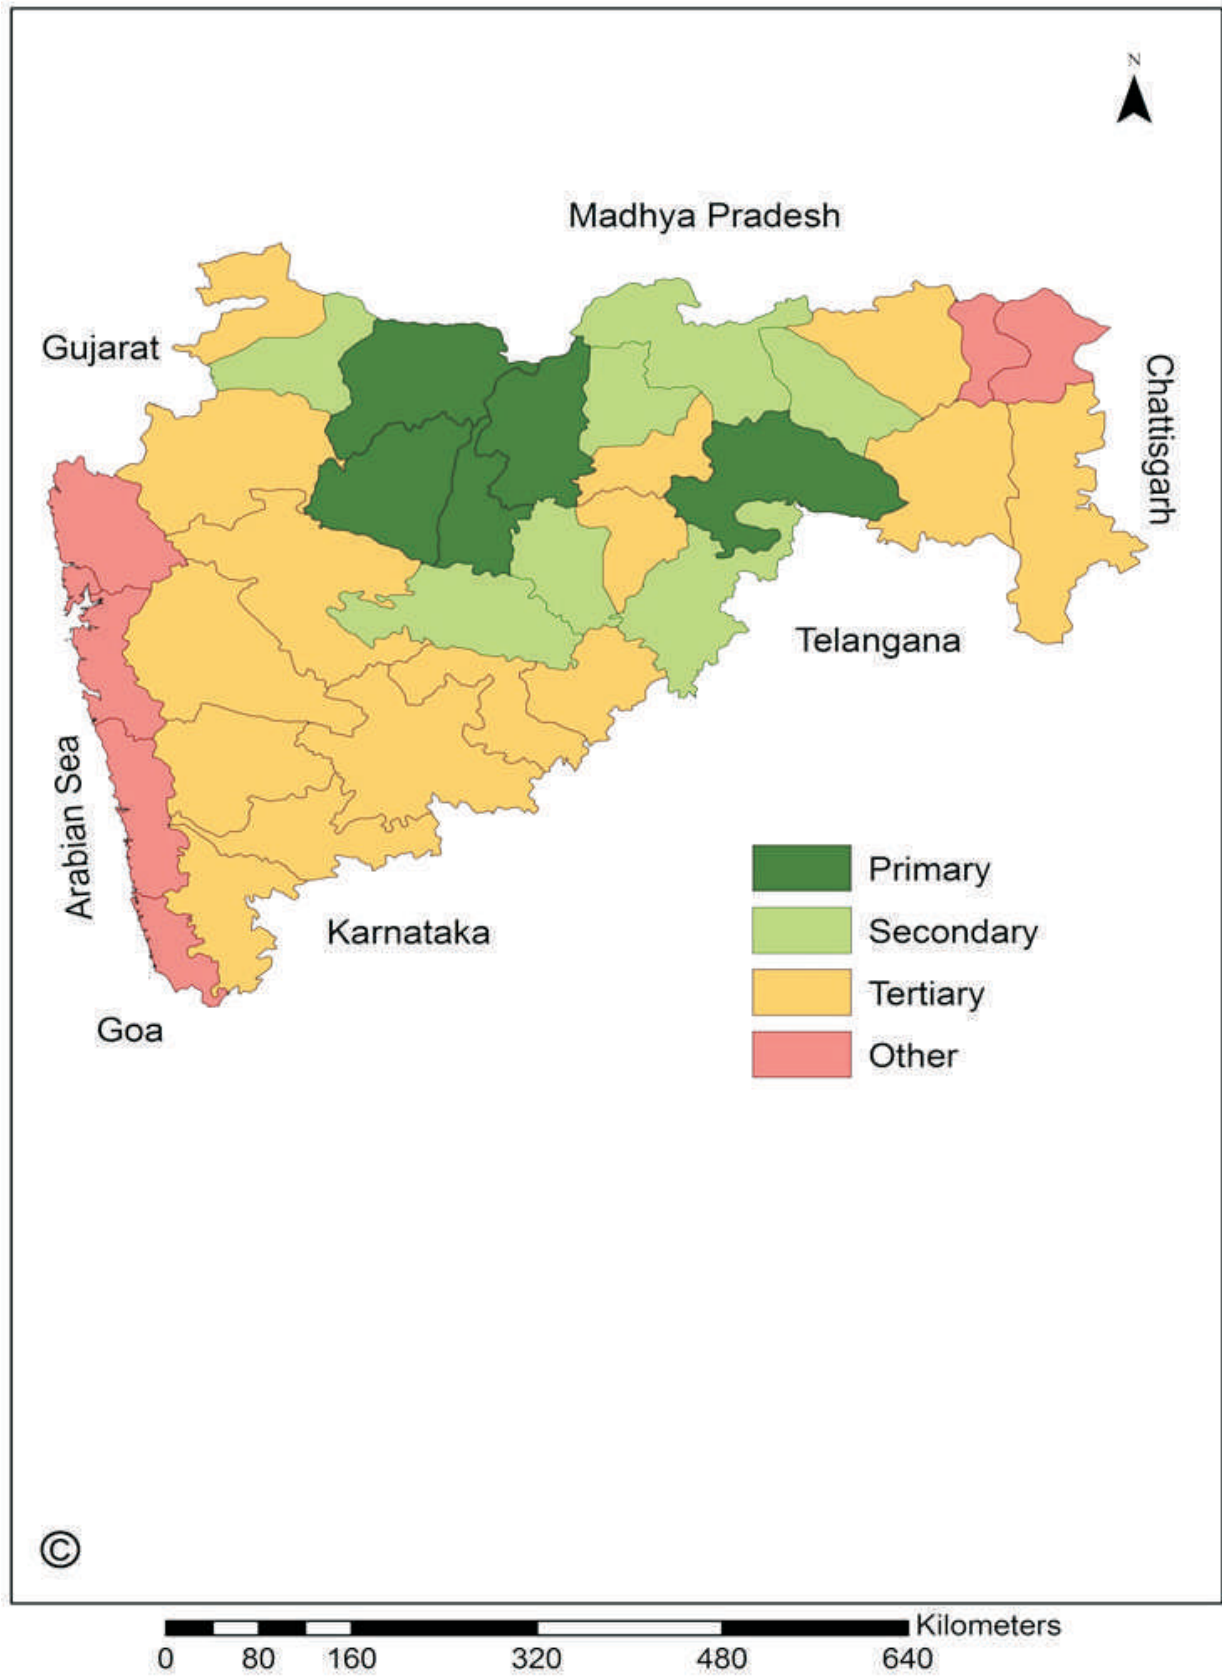 N
Madhya Pradesh
Gujarat
Chattisgarh
Telangana
Arabian Sea
Primary
Karnataka
Secondary
Tertiary
Goa
Other
©
Kilometers
0 80 160 320 480 640